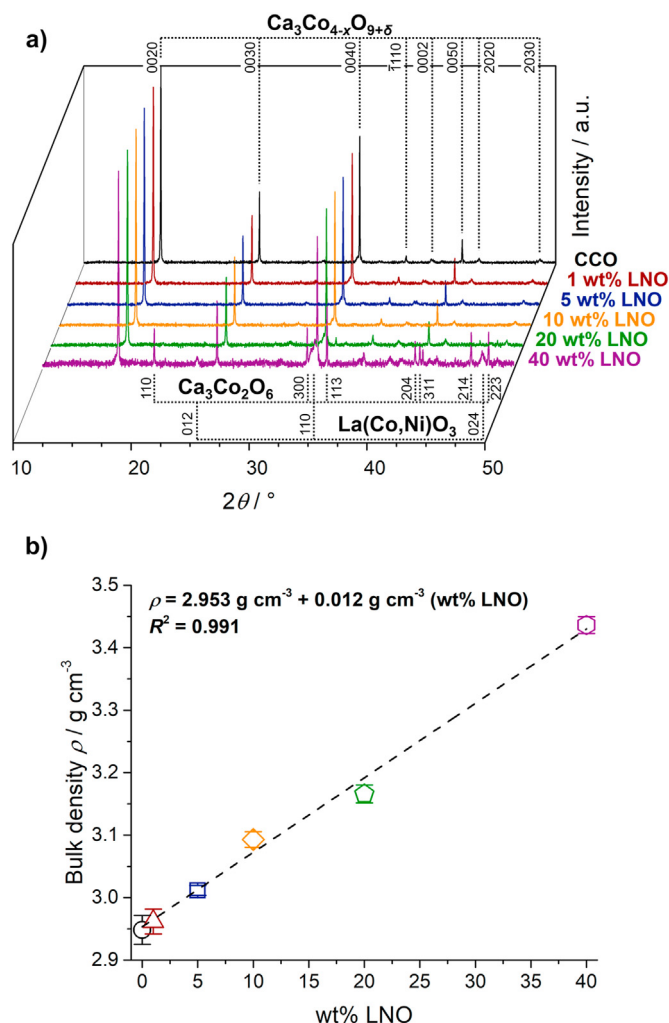 a)
Ca3Co4-xO9+δ
0020
0030
0040
1̄110
0002
0050
2020
2030
Intensity / a.u.
CCO
1 wt% LNO
5 wt% LNO
10 wt% LNO
20 wt% LNO
40 wt% LNO
110
Ca3Co2O6
300
113
204
311
214
223
012
110
La(Co,Ni)O3
024
10
20
30
40
50
2θ / °
b)
ρ = 2.953 g cm-3 + 0.012 g cm-3 (wt% LNO)
R2 = 0.991
Bulk density ρ / g cm-3
3.5
3.4
3.3
3.2
3.1
3.0
2.9
0
5
10
15
20
25
30
35
40
wt% LNO